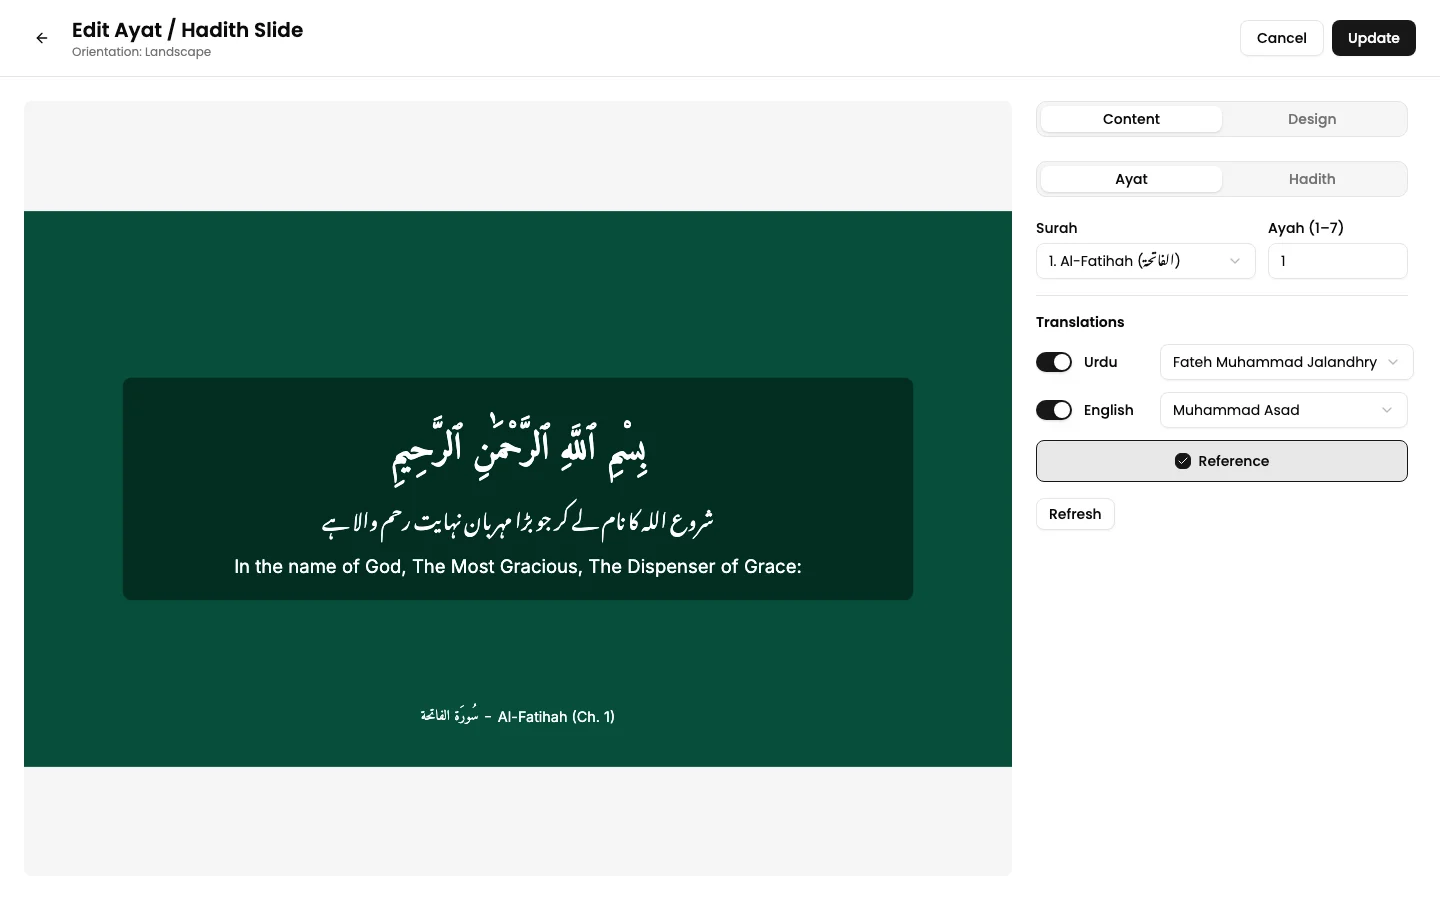 Edit Ayat / Hadith Slide
Orientation: Landscape
Cancel
Update
Content
Design
Ayat
Hadith
Surah
Ayah (1–7)
1. Al-Fatihah (الفاتحة)
1
Translations
Urdu
Fateh Muhammad Jalandhry
English
Muhammad Asad
Reference
Refresh
بِسْمِ ٱللَّهِ ٱلرَّحْمَٰنِ ٱلرَّحِيمِ
شروع الله کا نام لے کر جو بڑا مہربان نہایت رحم والا ہے
In the name of God, The Most Gracious, The Dispenser of Grace:
سُورَة الفاتحة – Al-Fatihah (Ch. 1)